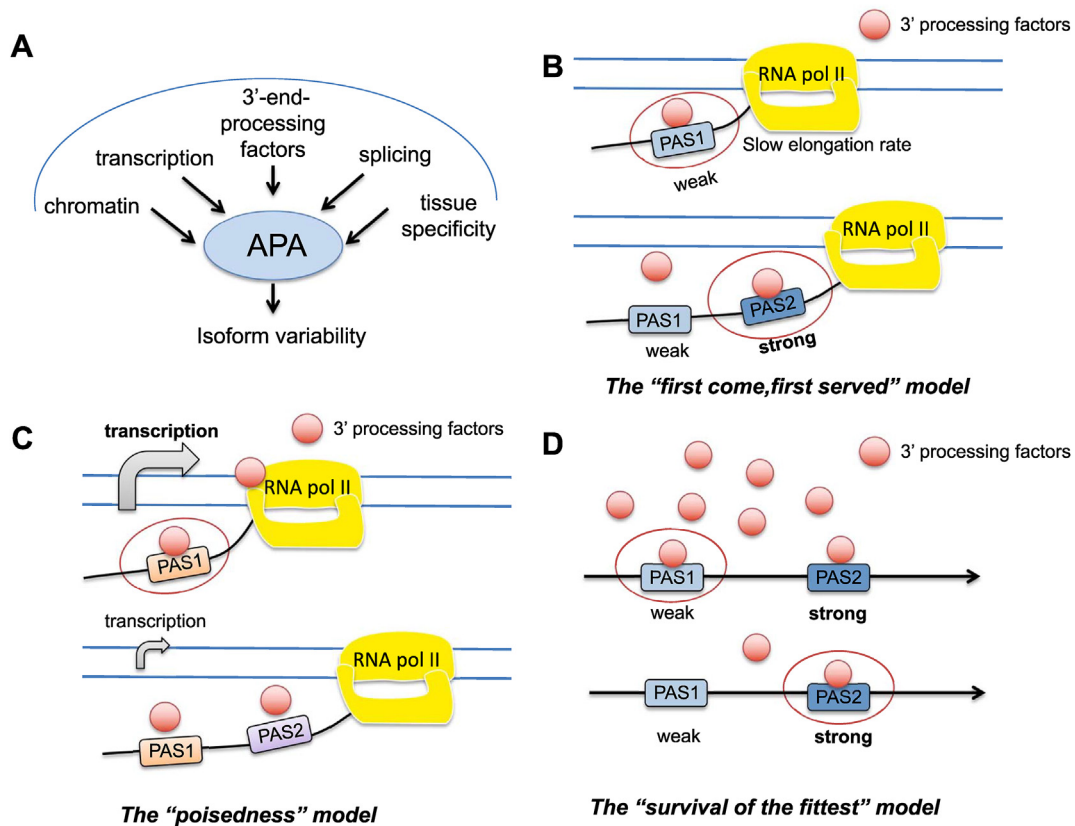 A
3'-end-
processing
factors
transcription
splicing
chromatin
tissue
specificity
APA
Isoform variability
B
3' processing factors
RNA pol II
PAS1
Slow elongation rate
weak
RNA pol II
PAS1
PAS2
weak
strong
The “first come,first served” model
C
transcription
3' processing factors
RNA pol II
PAS1
transcription
RNA pol II
PAS1
PAS2
The “poisedness” model
D
3' processing factors
PAS1
PAS2
weak
strong
PAS1
PAS2
weak
strong
The “survival of the fittest” model